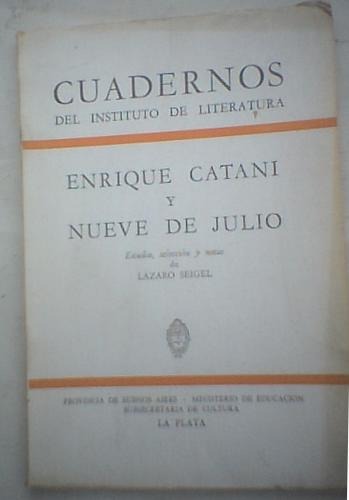 CUADERNOS
DEL INSTITUTO DE LITERATURA
ENRIQUE CATANI
Y
NUEVE DE JULIO
Estudio, selección y notas
de
LAZARO SEIGEL
PROVINCIA DE BUENOS AIRES - MINISTERIO DE EDUCACION
SUBSECRETARIA DE CULTURA
LA PLATA